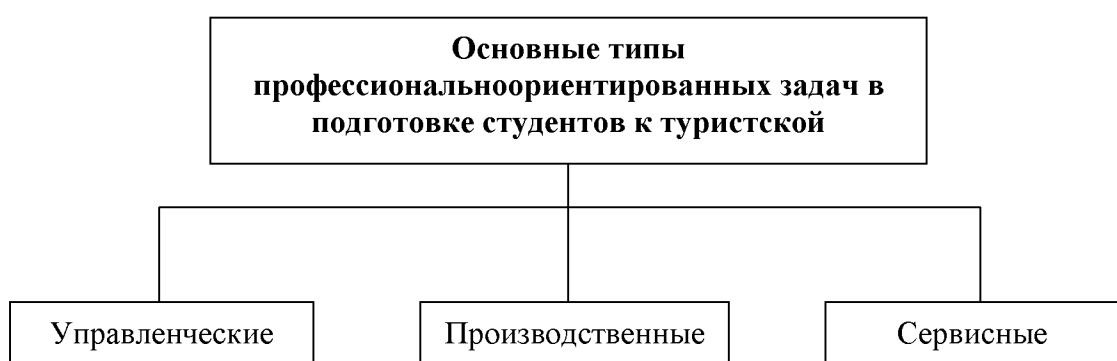 Основные типы
профессиональноориентированных задач в
подготовке студентов к туристской
Управленческие
Производственные
Сервисные